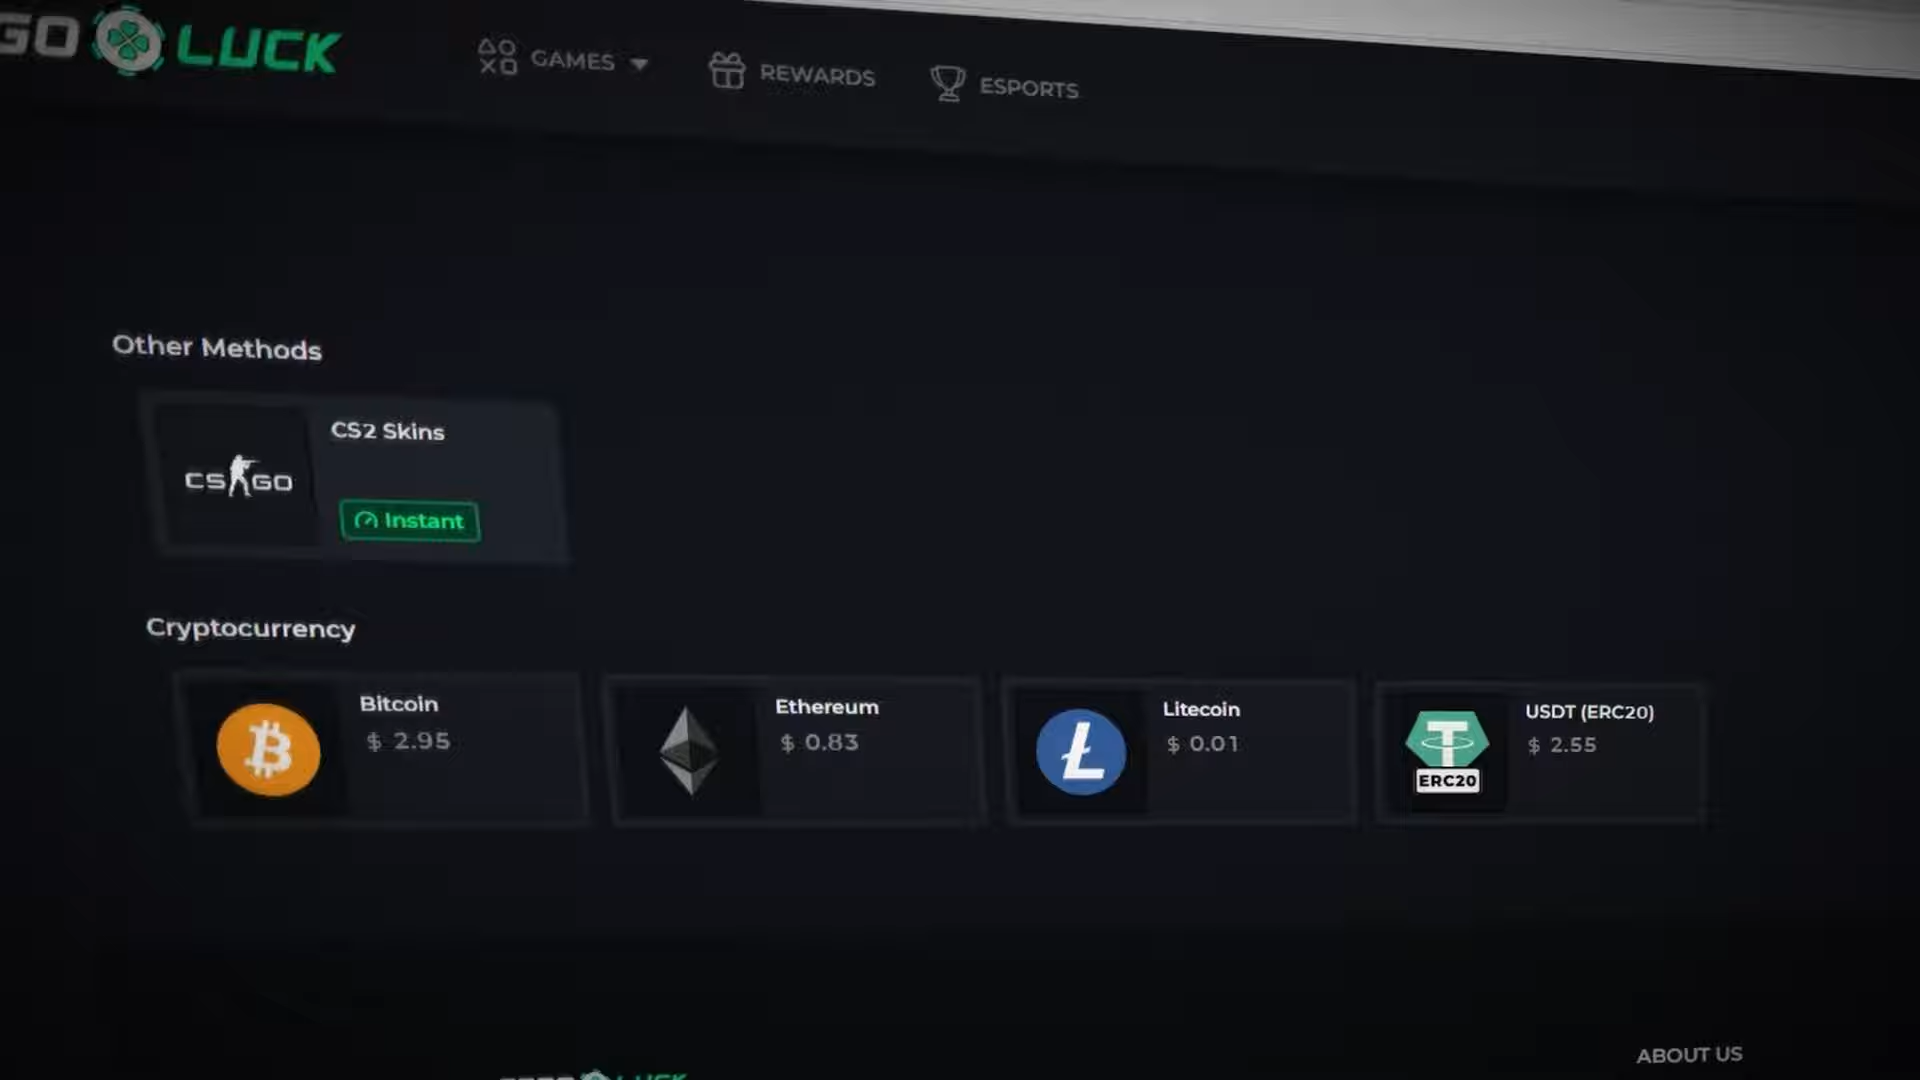 GO LUCK
GAMES
REWARDS
ESPORTS
Other Methods
CS2 Skins
CS GO
Instant
Cryptocurrency
Bitcoin
$ 2.95
Ethereum
$ 0.83
Litecoin
$ 0.01
USDT (ERC20)
$ 2.55
ERC20
ABOUT US
LUCK